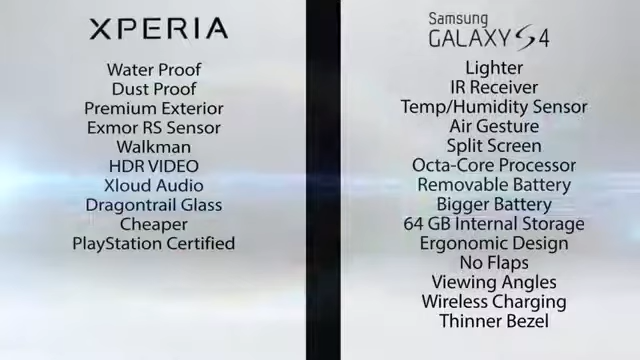 XPERIA
Water Proof
Dust Proof
Premium Exterior
Exmor RS Sensor
Walkman
HDR VIDEO
Xloud Audio
Dragontrail Glass
Cheaper
PlayStation Certified
Samsung
GALAXY S4
Lighter
IR Receiver
Temp/Humidity Sensor
Air Gesture
Split Screen
Octa-Core Processor
Removable Battery
Bigger Battery
64 GB Internal Storage
Ergonomic Design
No Flaps
Viewing Angles
Wireless Charging
Thinner Bezel